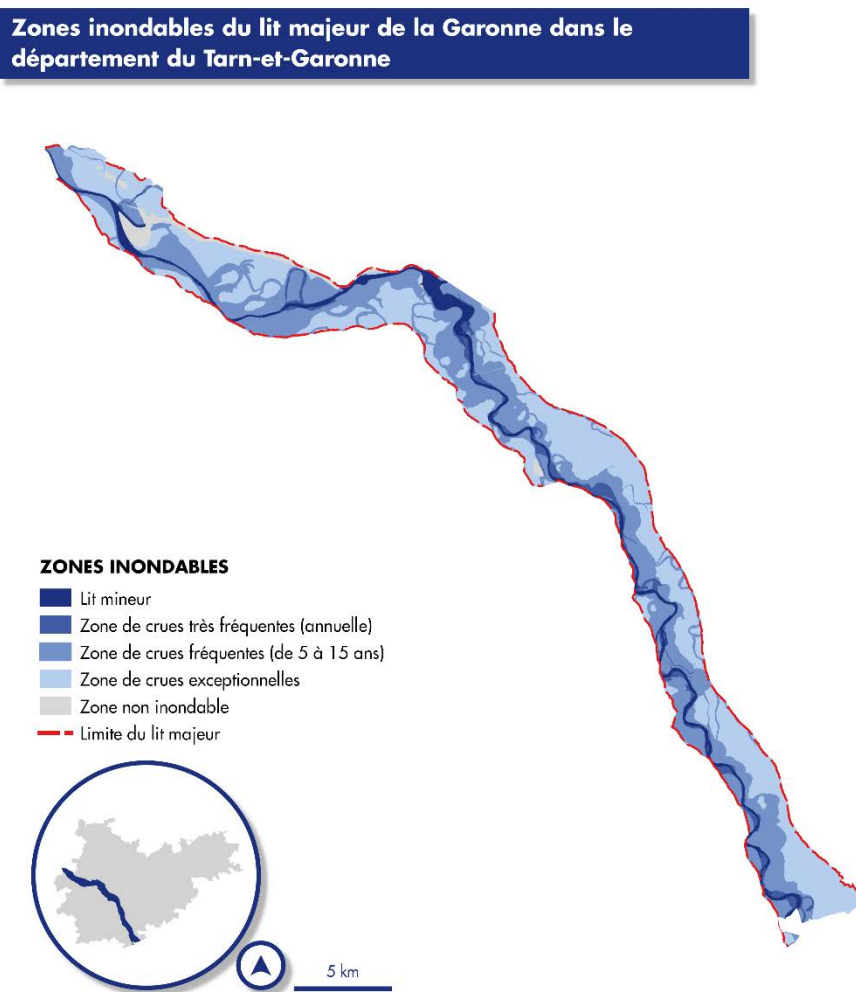 Zones inondables du lit majeur de la Garonne dans le
département du Tarn-et-Garonne
ZONES INONDABLES
Lit mineur
Zone de crues très fréquentes (annuelle)
Zone de crues fréquentes (de 5 à 15 ans)
Zone de crues exceptionnelles
Zone non inondable
Limite du lit majeur
5 km